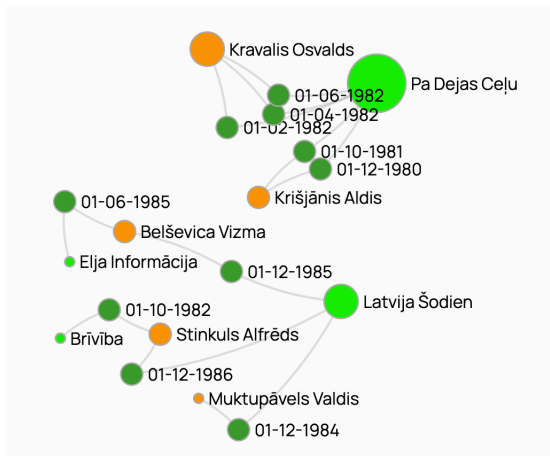 Kravalis Osvalds
Pa Dejas Ceļu
01-06-1982
01-04-1982
01-02-1982
01-10-1981
01-12-1980
Krišjānis Aldis
01-06-1985
Belševica Vizma
Elja Informācija
01-12-1985
Latvija Šodien
01-10-1982
Stinkuls Alfrēds
Brīvība
01-12-1986
Muktupāvels Valdis
01-12-1984